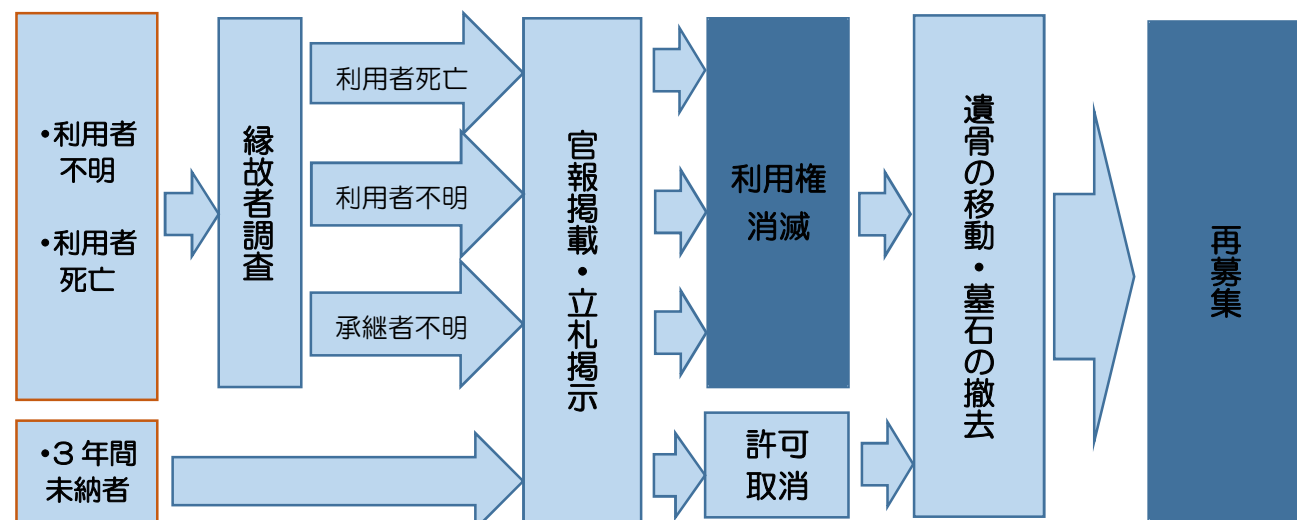 ・利用者
不明
・利用者
死亡
縁故者調査
利用者死亡
利用者不明
承継者不明
官報掲載・立札掲示
利用権
消滅
遺骨の移動・墓石の撤去
再募集
・3年間
未納者
許可
取消